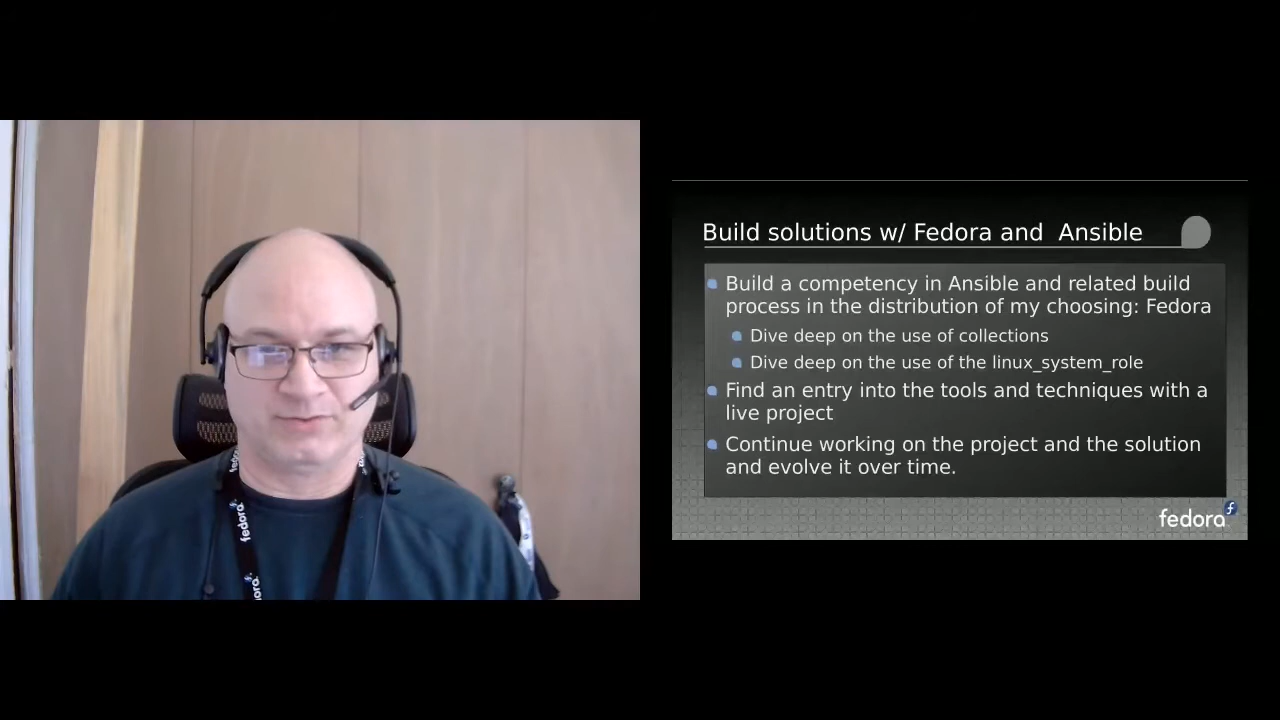 fedora
fedora
Build solutions w/ Fedora and  Ansible
Build a competency in Ansible and related build
process in the distribution of my choosing: Fedora
Dive deep on the use of collections
Dive deep on the use of the linux_system_role
Find an entry into the tools and techniques with a
live project
Continue working on the project and the solution
and evolve it over time.
fedora